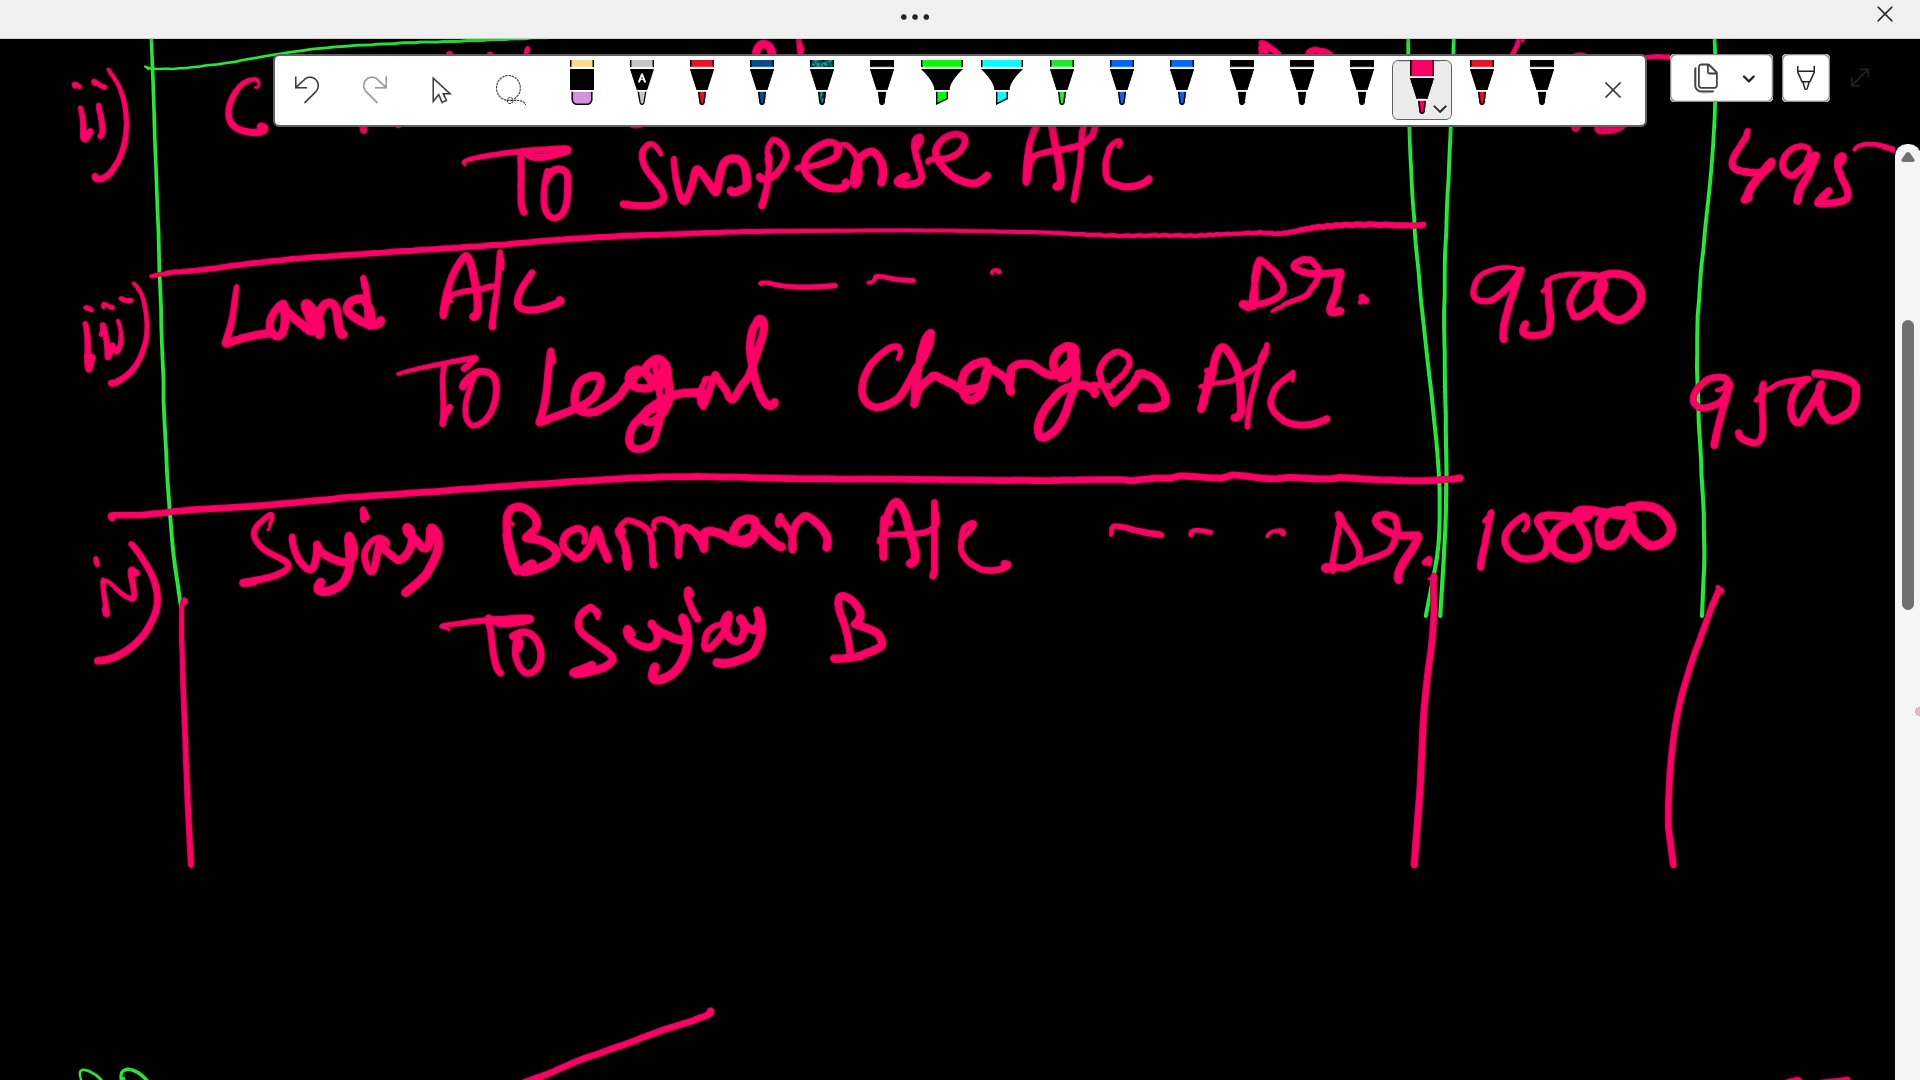 ii)
To Suspense A/C 495
iii) Land A/C Dr. 9500
To Legal Charges A/C 9500
iv) Sujay Barman A/C Dr. 10000
To Sujay B